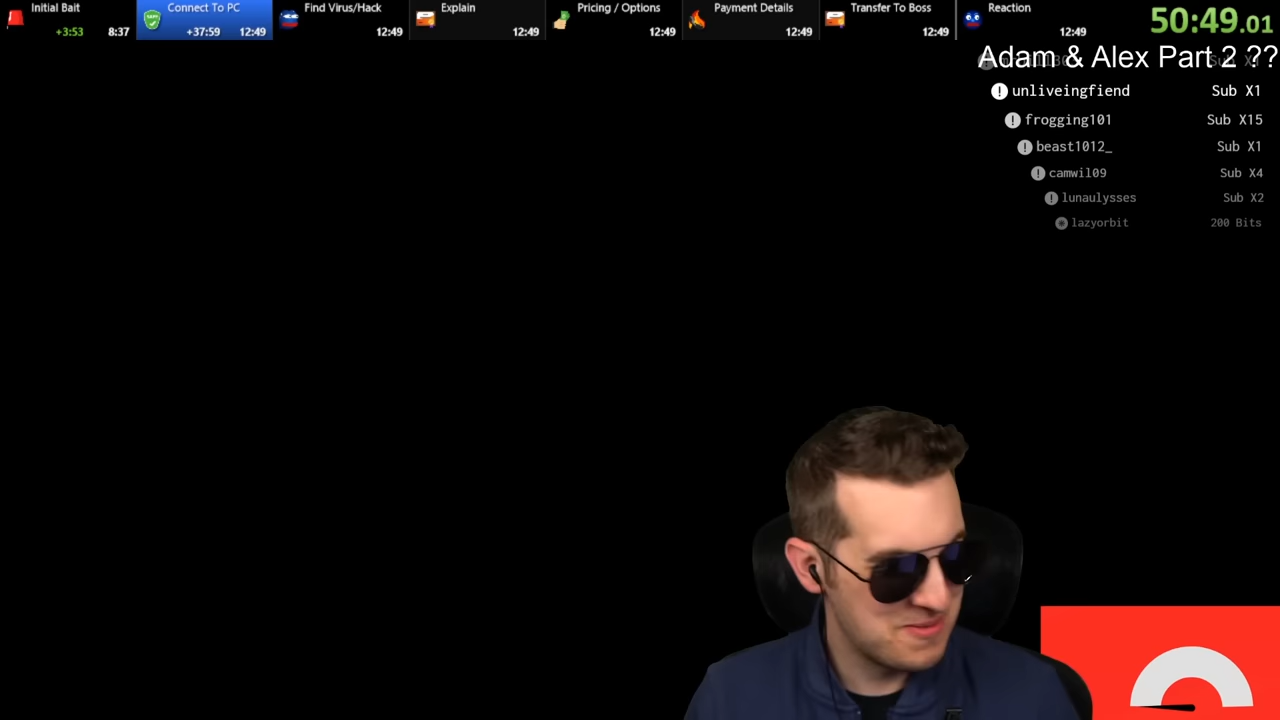 Initial Bait
+3:53 8:37
Connect To PC
+37:59 12:49
Find Virus/Hack
12:49
Explain
12:49
Pricing / Options
12:49
Payment Details
12:49
Transfer To Boss
12:49
Reaction
12:49
50:49.01
Adam & Alex Part 2 ??
unliveingfiend Sub X1
frogging101 Sub X15
beast1012_ Sub X1
camwil09 Sub X4
lunaulysses Sub X2
lazyorbit 200 Bits